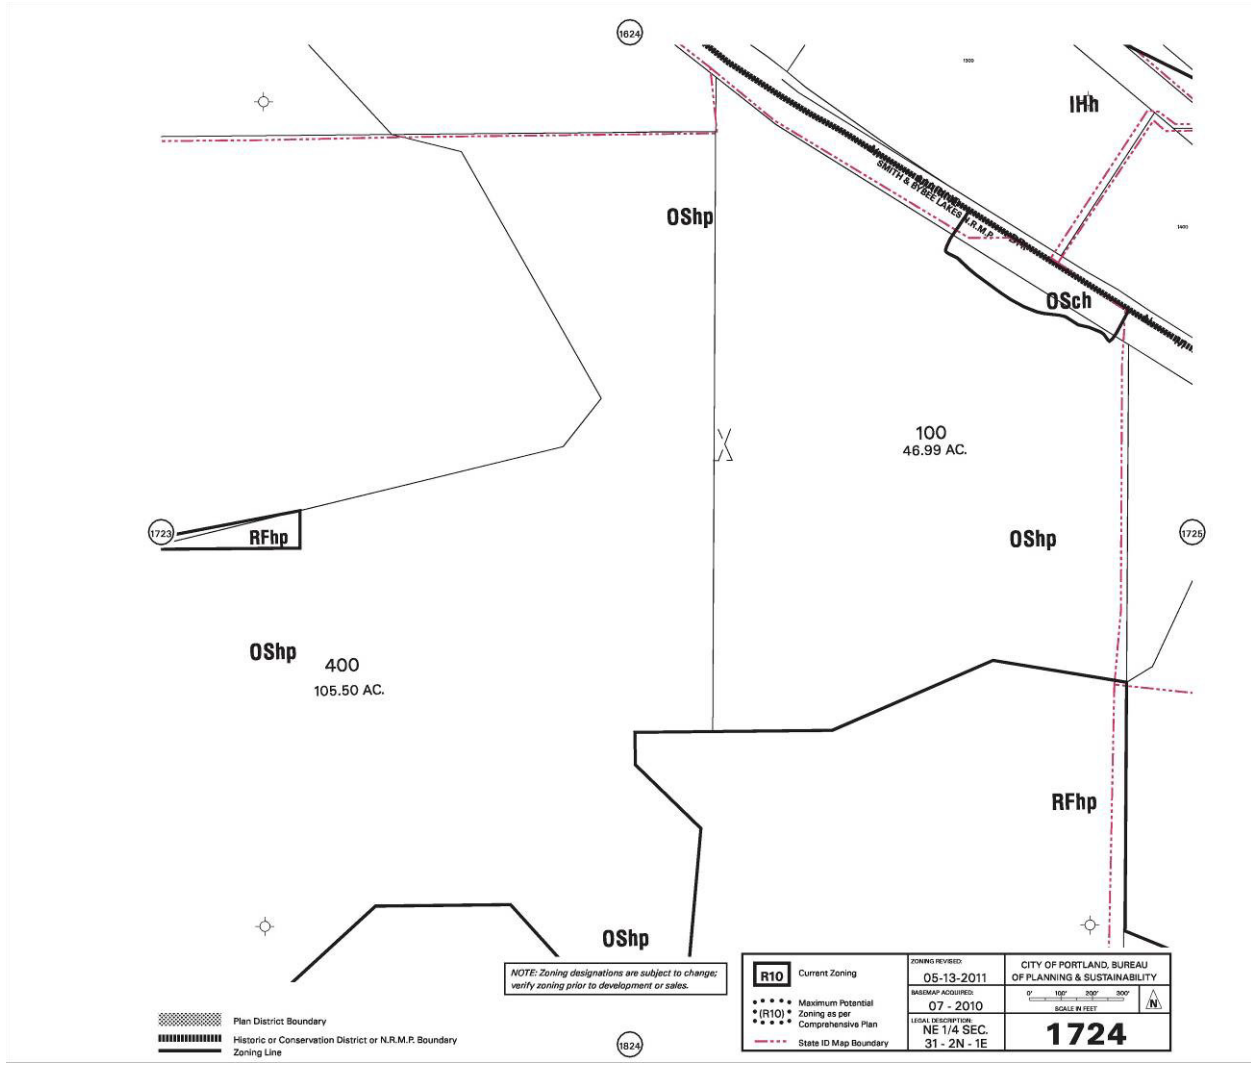 1624
1300
IHh
N. MARINE DR.
SMITH & BYBEE LAKES N.R.M.P.
OShp
1400
OSch
100
46.99 AC.
1723
RFhp
OShp
1725
OShp
400
105.50 AC.
RFhp
OShp
NOTE: Zoning designations are subject to change;
verify zoning prior to development or sales.
R10
Current Zoning
(R10)
Maximum Potential
Zoning as per
Comprehensive Plan
State ID Map Boundary
ZONING REVISED:
05-13-2011
BASEMAP ACQUIRED:
07 - 2010
LEGAL DESCRIPTION:
NE 1/4 SEC.
31 - 2N - 1E
CITY OF PORTLAND, BUREAU
OF PLANNING & SUSTAINABILITY
0' 100' 200' 300'
SCALE IN FEET
N
1724
Plan District Boundary
Historic or Conservation District or N.R.M.P. Boundary
Zoning Line
1824